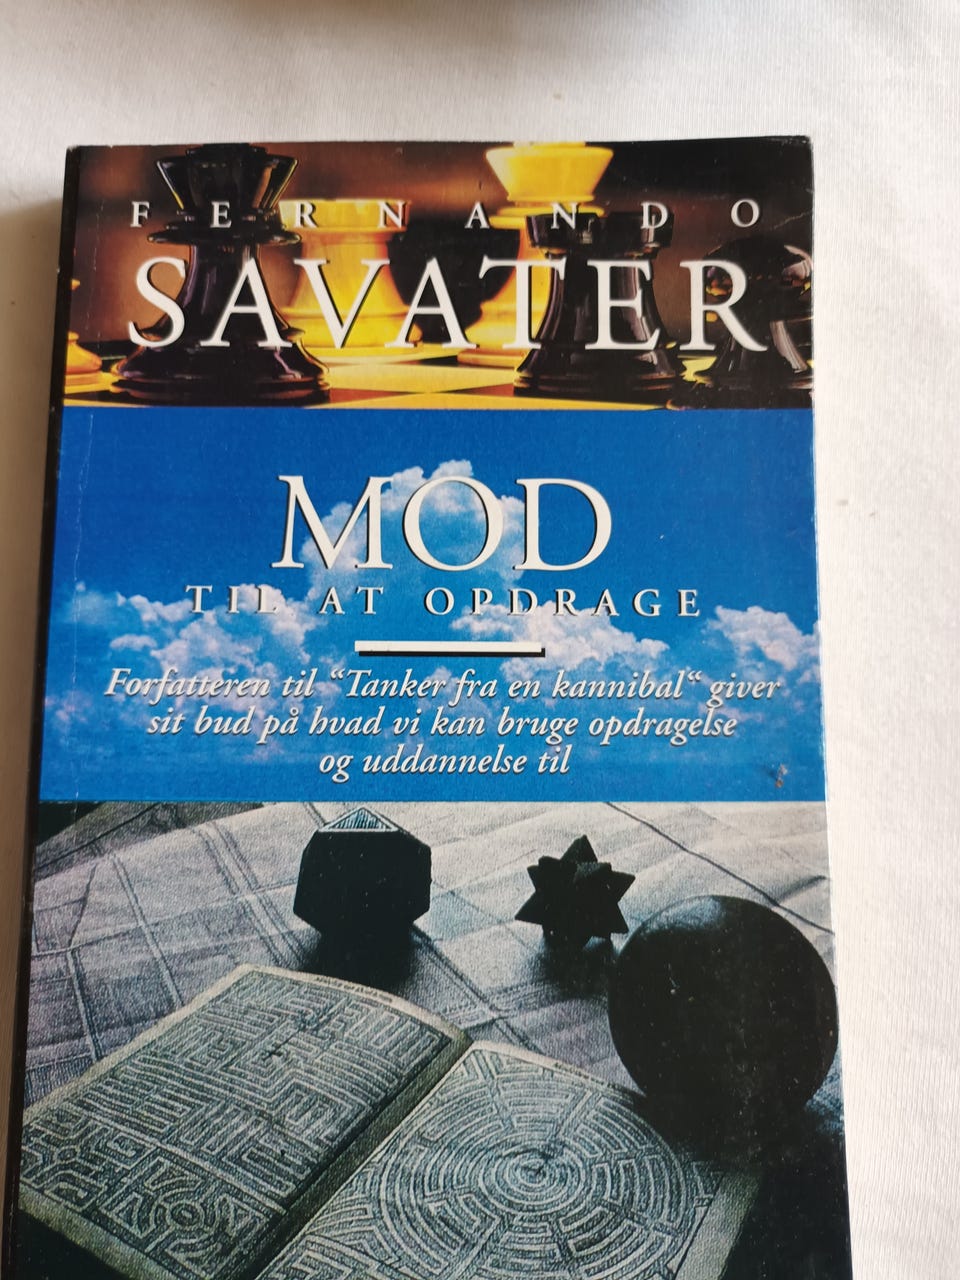 FERNANDO
SAVATER
MOD
TIL AT OPDRAGE
Forfatteren til “Tanker fra en kannibal“ giver
sit bud på hvad vi kan bruge opdragelse
og uddannelse til